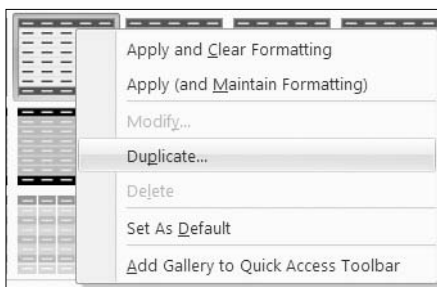 Apply and Clear Formatting
Apply (and Maintain Formatting)
Modify...
Duplicate...
Delete
Set As Default
Add Gallery to Quick Access Toolbar